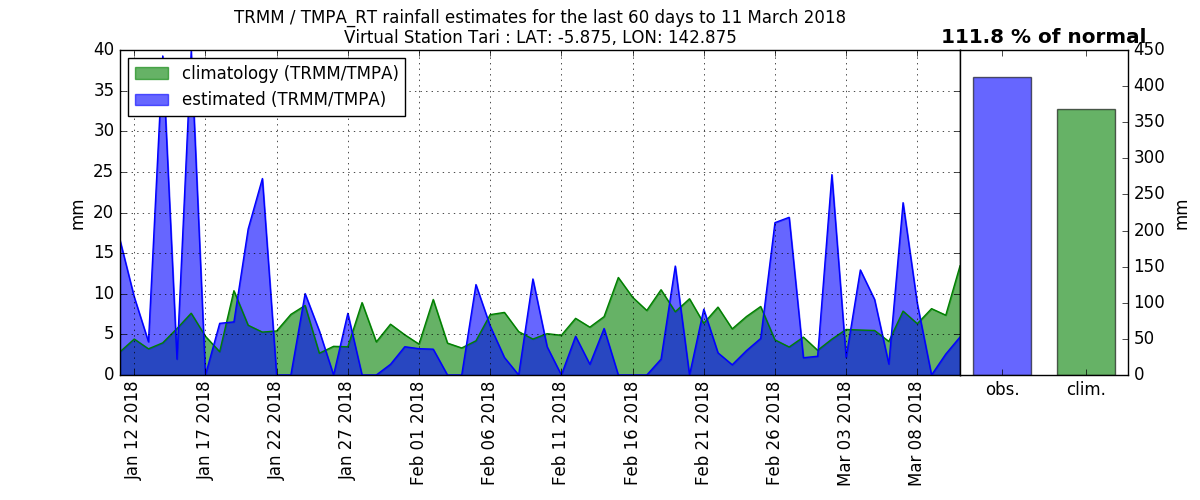 TRMM / TMPA_RT rainfall estimates for the last 60 days to 11 March 2018
Virtual Station Tari : LAT: -5.875, LON: 142.875
111.8 % of normal
climatology (TRMM/TMPA)
estimated (TRMM/TMPA)
mm
40
35
30
25
20
15
10
5
0
Jan 12 2018
Jan 17 2018
Jan 22 2018
Jan 27 2018
Feb 01 2018
Feb 06 2018
Feb 11 2018
Feb 16 2018
Feb 21 2018
Feb 26 2018
Mar 03 2018
Mar 08 2018
obs.
clim.
450
400
350
300
250
200
150
100
50
0
mm